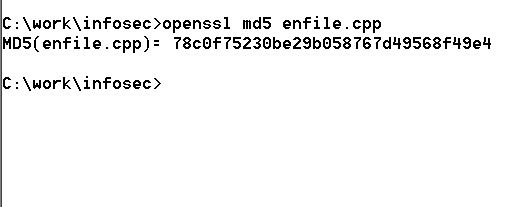 C:\work\infosec>openssl md5 enfile.cpp
MD5(enfile.cpp)= 78c0f75230be29b058767d49568f49e4
C:\work\infosec>